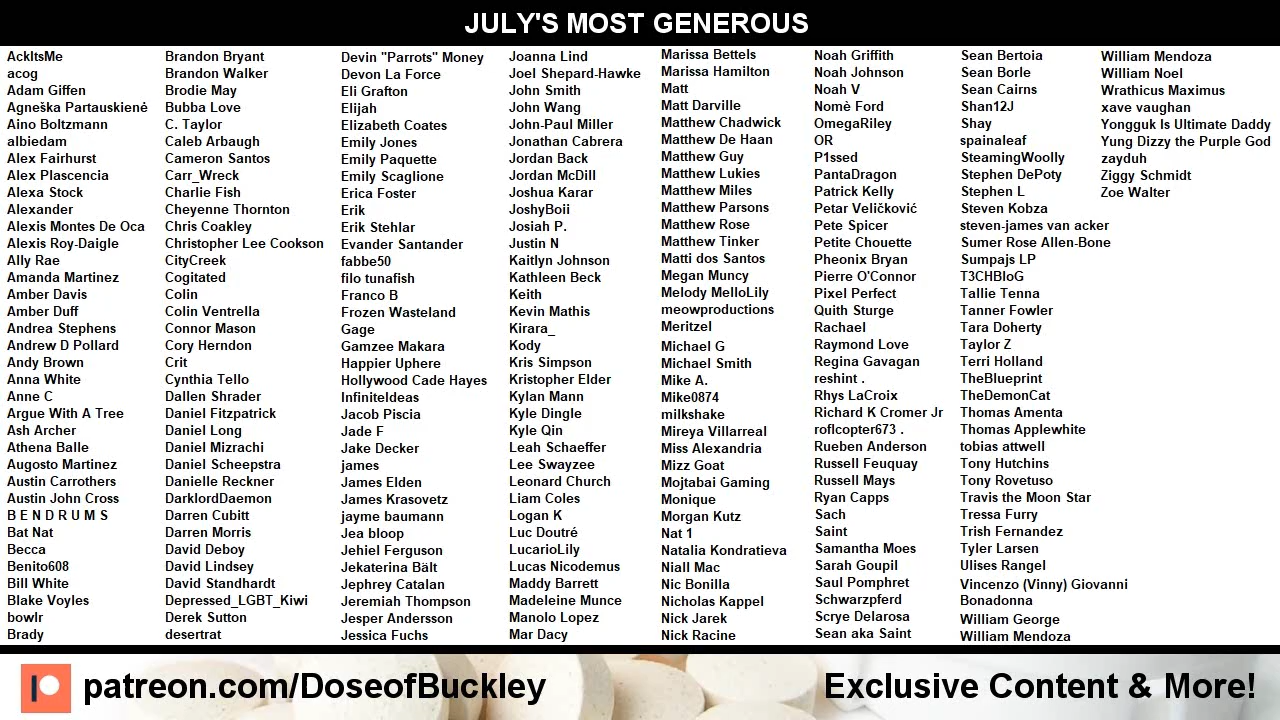 JULY'S MOST GENEROUS
AckItsMe
acog
Adam Giffen
Agneška Partauskienė
Aino Boltzmann
albiedam
Alex Fairhurst
Alex Plascencia
Alexa Stock
Alexander
Alexis Montes De Oca
Alexis Roy-Daigle
Ally Rae
Amanda Martinez
Amber Davis
Amber Duff
Andrea Stephens
Andrew D Pollard
Andy Brown
Anna White
Anne C
Argue With A Tree
Ash Archer
Athena Balle
Augosto Martinez
Austin Carrothers
Austin John Cross
B E N D R U M S
Bat Nat
Becca
Benito608
Bill White
Blake Voyles
bowlr
Brady
Brandon Bryant
Brandon Walker
Brodie May
Bubba Love
C. Taylor
Caleb Arbaugh
Cameron Santos
Carr_Wreck
Charlie Fish
Cheyenne Thornton
Chris Coakley
Christopher Lee Cookson
CityCreek
Cogitated
Colin
Colin Ventrella
Connor Mason
Cory Herndon
Crit
Cynthia Tello
Dallen Shrader
Daniel Fitzpatrick
Daniel Long
Daniel Mizrachi
Daniel Scheepstra
Danielle Reckner
DarklordDaemon
Darren Cubitt
Darren Morris
David Deboy
David Lindsey
David Standhardt
Depressed_LGBT_Kiwi
Derek Sutton
desertrat
Devin "Parrots" Money
Devon La Force
Eli Grafton
Elijah
Elizabeth Coates
Emily Jones
Emily Paquette
Emily Scaglione
Erica Foster
Erik
Erik Stehlar
Evander Santander
fabbe50
filo tunafish
Franco B
Frozen Wasteland
Gage
Gamzee Makara
Happier Uphere
Hollywood Cade Hayes
InfiniteIdeas
Jacob Piscia
Jade F
Jake Decker
james
James Elden
James Krasovetz
jayme baumann
Jea bloop
Jehiel Ferguson
Jekaterina Bält
Jephrey Catalan
Jeremiah Thompson
Jesper Andersson
Jessica Fuchs
Joanna Lind
Joel Shepard-Hawke
John Smith
John Wang
John-Paul Miller
Jonathan Cabrera
Jordan Back
Jordan McDill
Joshua Karar
JoshyBoii
Josiah P.
Justin N
Kaitlyn Johnson
Kathleen Beck
Keith
Kevin Mathis
Kirara_
Kody
Kris Simpson
Kristopher Elder
Kylan Mann
Kyle Dingle
Kyle Qin
Leah Schaeffer
Lee Swayzee
Leonard Church
Liam Coles
Logan K
Luc Doutré
LucarioLily
Lucas Nicodemus
Maddy Barrett
Madeleine Munce
Manolo Lopez
Mar Dacy
Marissa Bettels
Marissa Hamilton
Matt
Matt Darville
Matthew Chadwick
Matthew De Haan
Matthew Guy
Matthew Lukies
Matthew Miles
Matthew Parsons
Matthew Rose
Matthew Tinker
Matti dos Santos
Megan Muncy
Melody MelloLily
meowproductions
Meritzel
Michael G
Michael Smith
Mike A.
Mike0874
milkshake
Mireya Villarreal
Miss Alexandria
Mizz Goat
Mojtabai Gaming
Monique
Morgan Kutz
Nat 1
Natalia Kondratieva
Niall Mac
Nic Bonilla
Nicholas Kappel
Nick Jarek
Nick Racine
Noah Griffith
Noah Johnson
Noah V
Nomè Ford
OmegaRiley
OR
P1ssed
PantaDragon
Patrick Kelly
Petar Veličković
Pete Spicer
Petite Chouette
Pheonix Bryan
Pierre O'Connor
Pixel Perfect
Quith Sturge
Rachael
Raymond Love
Regina Gavagan
reshint .
Rhys LaCroix
Richard K Cromer Jr
roflcopter673 .
Rueben Anderson
Russell Feuquay
Russell Mays
Ryan Capps
Sach
Saint
Samantha Moes
Sarah Goupil
Saul Pomphret
Schwarzpferd
Scrye Delarosa
Sean aka Saint
Sean Bertoia
Sean Borle
Sean Cairns
Shan12J
Shay
spainaleaf
SteamingWoolly
Stephen DePoty
Stephen L
Steven Kobza
steven-james van acker
Sumer Rose Allen-Bone
Sumpajs LP
T3CHBloG
Tallie Tenna
Tanner Fowler
Tara Doherty
Taylor Z
Terri Holland
TheBlueprint
TheDemonCat
Thomas Amenta
Thomas Applewhite
tobias attwell
Tony Hutchins
Tony Rovetuso
Travis the Moon Star
Tressa Furry
Trish Fernandez
Tyler Larsen
Ulises Rangel
Vincenzo (Vinny) Giovanni
Bonadonna
William George
William Mendoza
William Mendoza
William Noel
Wrathicus Maximus
xave vaughan
Yongguk Is Ultimate Daddy
Yung Dizzy the Purple God
zayduh
Ziggy Schmidt
Zoe Walter
patreon.com/DoseofBuckley
Exclusive Content & More!